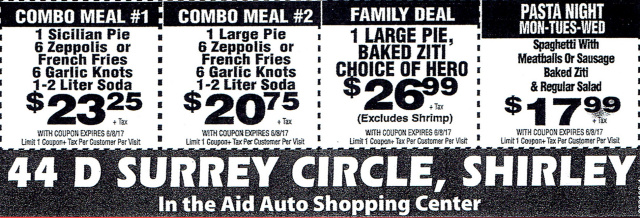 COMBO MEAL #1
1 Sicilian Pie
6 Zeppolis or
French Fries
6 Garlic Knots
1-2 Liter Soda
$23.25
+ Tax
WITH COUPON EXPIRES 6/8/17
Limit 1 Coupon+ Tax Per Customer Per Visit
COMBO MEAL #2
1 Large Pie
6 Zeppolis or
French Fries
6 Garlic Knots
1-2 Liter Soda
$20.75
+ Tax
WITH COUPON EXPIRES 6/8/17
Limit 1 Coupon+ Tax Per Customer Per Visit
FAMILY DEAL
1 LARGE PIE,
BAKED ZITI
CHOICE OF HERO
$26.99
+ Tax
(Excludes Shrimp)
WITH COUPON EXPIRES 6/8/17
Limit 1 Coupon+ Tax Per Customer Per Visit
PASTA NIGHT
MON-TUES-WED
Spaghetti With
Meatballs Or Sausage
Baked Ziti
& Regular Salad
$17.99
+ Tax
WITH COUPON EXPIRES 6/8/17
Limit 1 Coupon+ Tax Per Customer Per Visit
44 D SURREY CIRCLE, SHIRLEY
In the Aid Auto Shopping Center